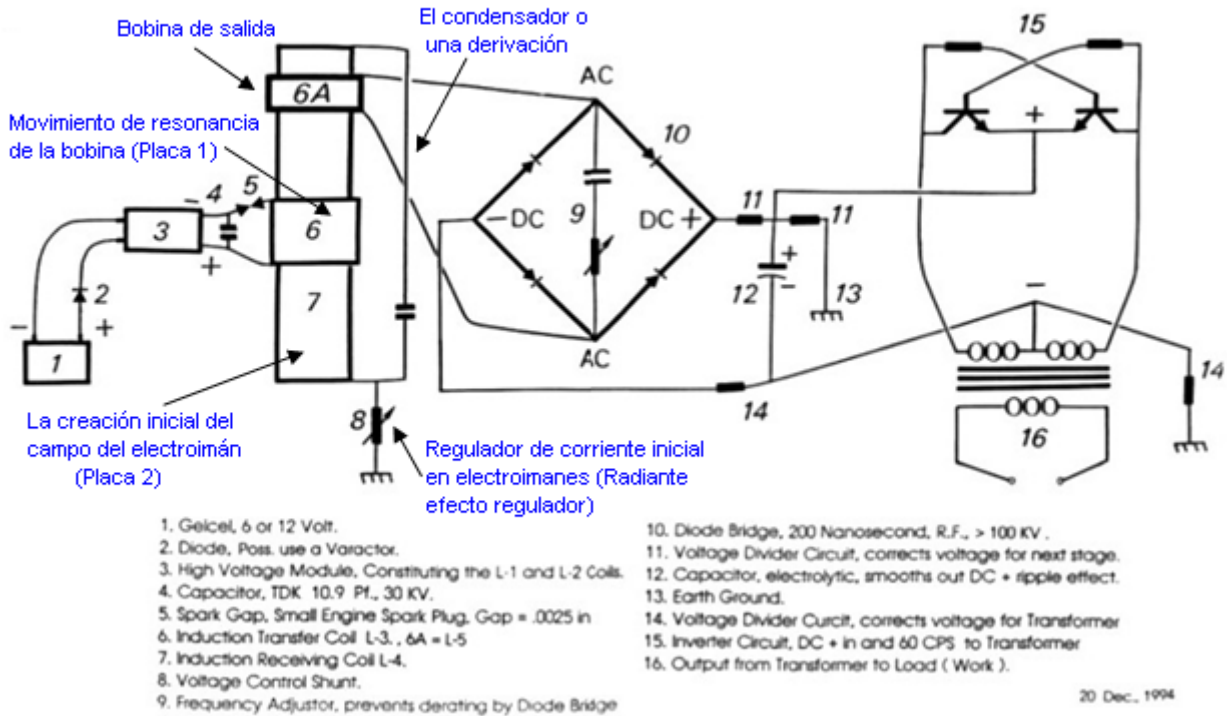 Bobina de salida
El condensador o
una derivación
Movimiento de resonancia
de la bobina (Placa 1)
La creación inicial del
campo del electroimán
(Placa 2)
Regulador de corriente inicial
en electroimanes (Radiante
efecto regulador)
6A
AC
15
10
+
5
4
-
3
+
6
- DC
9
DC +
11
11
2
7
+
12
-
13
-
-
+
1
AC
14
14
8
16
1. Gelcel, 6 or 12 Volt.
2. Diode, Poss. use a Varactor.
3. High Voltage Module, Constituting the L-1 and L-2 Coils.
4. Capacitor, TDK 10.9 Pf., 30 KV.
5. Spark Gap, Small Engine Spark Plug, Gap = .0025 in
6. Induction Transfer Coil L-3. , 6A = L-5
7. Induction Receiving Coil L-4.
8. Voltage Control Shunt.
9. Frequency Adjustor, prevents derating by Diode Bridge
10. Diode Bridge, 200 Nanosecond, R.F., > 100 KV .
11. Voltage Divider Circuit, corrects voltage for next stage.
12. Capacitor, electrolytic, smooths out DC + ripple effect.
13. Earth Ground.
14. Voltage Divider Curcit, corrects voltage for Transformer
15. Inverter Circuit, DC + in and 60 CPS to Transformer
16. Output from Transformer to Load ( Work ).
20 Dec., 1994